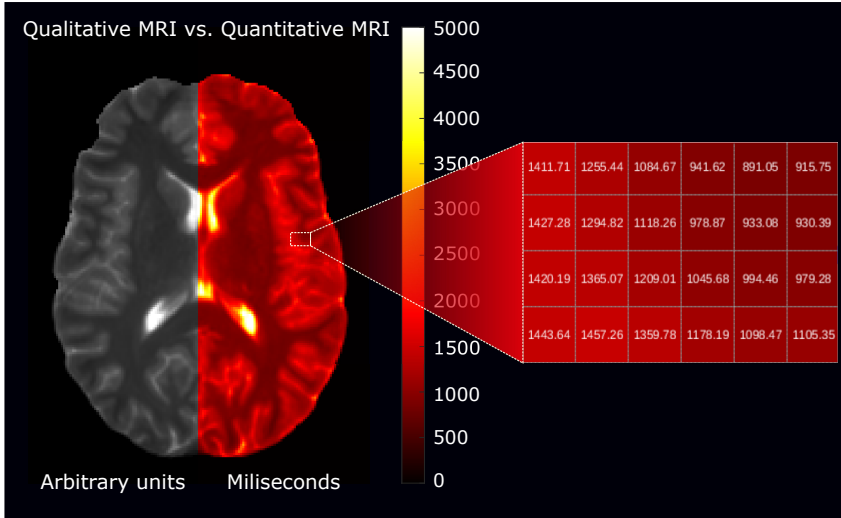 Qualitative MRI vs. Quantitative MRI
5000
4500
4000
3500
3000
2500
2000
1500
1000
500
0
1411.71 1255.44 1084.67 941.62 891.05 915.75
1427.28 1294.82 1118.26 978.87 933.08 930.39
1420.19 1365.07 1209.01 1045.68 994.46 979.28
1443.64 1457.26 1359.78 1178.19 1098.47 1105.35
Arbitrary units
Miliseconds